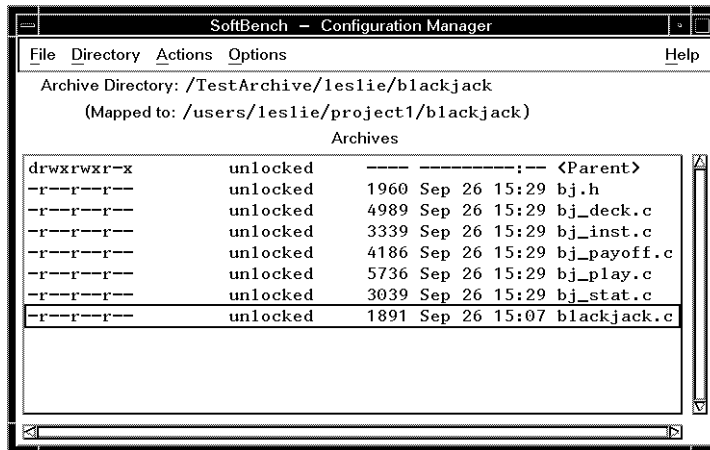 SoftBench – Configuration Manager
File Directory Actions Options Help
Archive Directory: /TestArchive/leslie/blackjack
(Mapped to: /users/leslie/project1/blackjack)
Archives
drwxrwxr-x unlocked ---- ---------:-- <Parent>
-r--r--r-- unlocked 1960 Sep 26 15:29 bj.h
-r--r--r-- unlocked 4989 Sep 26 15:29 bj_deck.c
-r--r--r-- unlocked 3339 Sep 26 15:29 bj_inst.c
-r--r--r-- unlocked 4186 Sep 26 15:29 bj_payoff.c
-r--r--r-- unlocked 5736 Sep 26 15:29 bj_play.c
-r--r--r-- unlocked 3039 Sep 26 15:29 bj_stat.c
-r--r--r-- unlocked 1891 Sep 26 15:07 blackjack.c